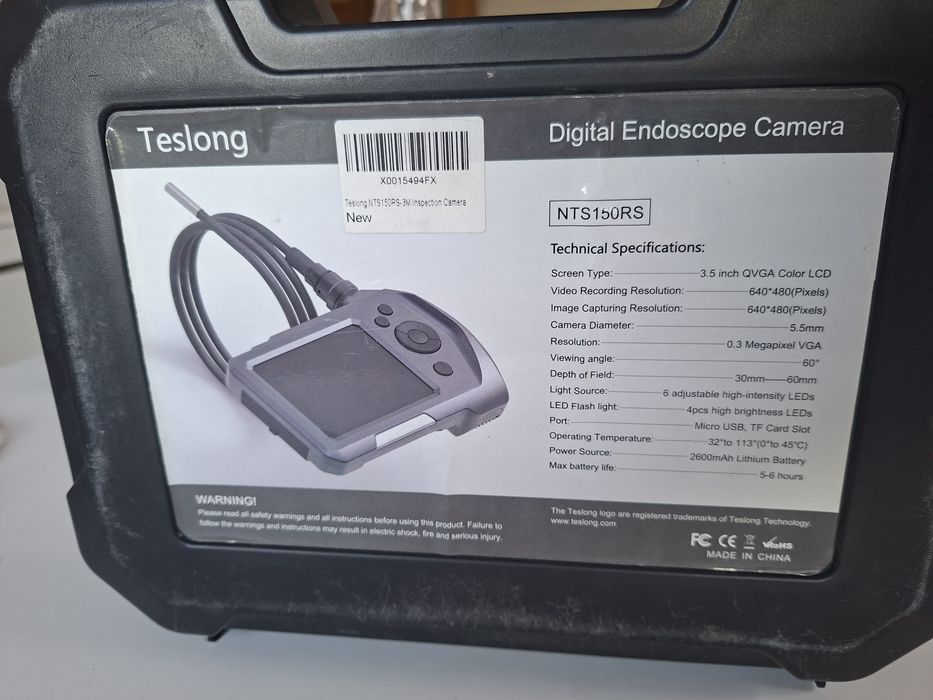 Teslong
X0015494FX
Teslong NTS150RS-3M Inspection Camera
New
Digital Endoscope Camera
NTS150RS
Technical Specifications:
Screen Type: 3.5 inch QVGA Color LCD
Video Recording Resolution: 640*480(Pixels)
Image Capturing Resolution: 640*480(Pixels)
Camera Diameter: 5.5mm
Resolution: 0.3 Megapixel VGA
Viewing angle: 60°
Depth of Field: 30mm——60mm
Light Source: 6 adjustable high-intensity LEDs
LED Flash light: 4pcs high brightness LEDs
Port: Micro USB, TF Card Slot
Operating Temperature: 32°to 113°(0°to 45°C)
Power Source: 2600mAh Lithium Battery
Max battery life: 5-6 hours
WARNING!
Please read all safety warnings and all instructions before using this product. Failure to
follow the warnings and instructions may result in electric shock, fire and serious injury.
The Teslong logo are registered trademarks of Teslong Technology.
www.teslong.com
FC CE RoHS
MADE IN CHINA